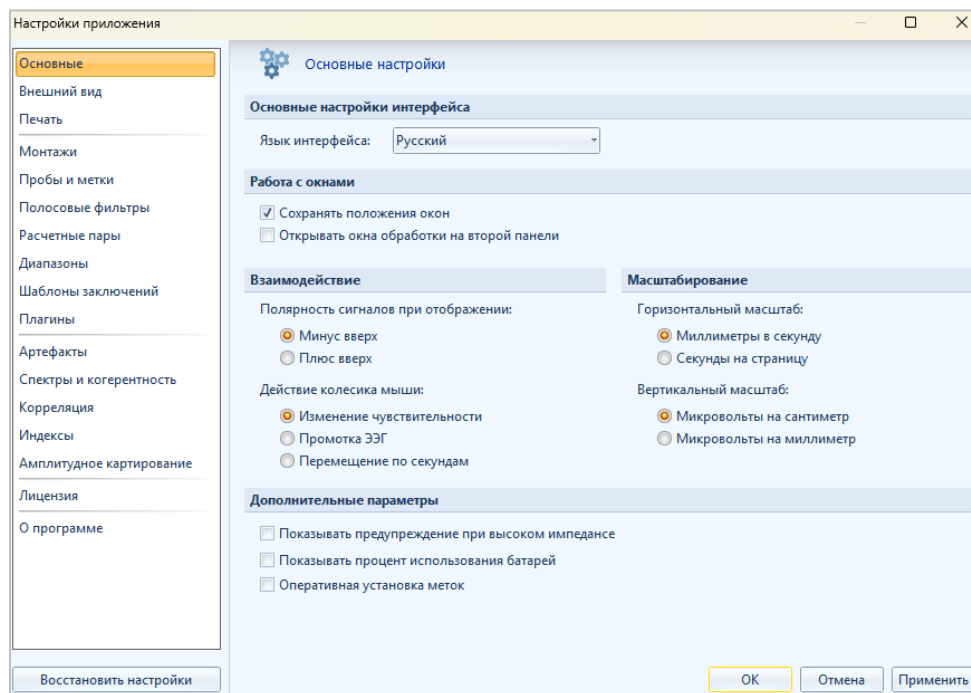 Настройки приложения
Основные
Внешний вид
Печать
Монтажи
Пробы и метки
Полосовые фильтры
Расчетные пары
Диапазоны
Шаблоны заключений
Плагины
Артефакты
Спектры и когерентность
Корреляция
Индексы
Амплитудное картирование
Лицензия
О программе
Восстановить настройки
Основные настройки
Основные настройки интерфейса
Язык интерфейса: Русский
Работа с окнами
Сохранять положения окон
Открывать окна обработки на второй панели
Взаимодействие
Полярность сигналов при отображении:
Минус вверх
Плюс вверх
Действие колесика мыши:
Изменение чувствительности
Промотка ЭЭГ
Перемещение по секундам
Масштабирование
Горизонтальный масштаб:
Миллиметры в секунду
Секунды на страницу
Вертикальный масштаб:
Микровольты на сантиметр
Микровольты на миллиметр
Дополнительные параметры
Показывать предупреждение при высоком импедансе
Показывать процент использования батарей
Оперативная установка меток
ОК Отмена Применить